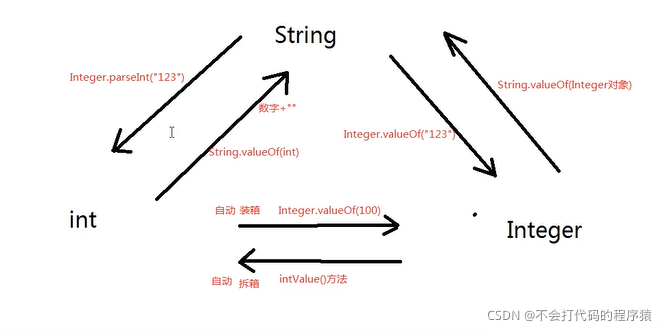 String
Integer.parseInt("123")
String.valueOf(Integer对象)
数字+""
Integer.valueOf("123")
String.valueOf(int)
int
自动 装箱 Integer.valueOf(100)
Integer
自动 拆箱 intValue()方法
CSDN @不会打代码的程序猿